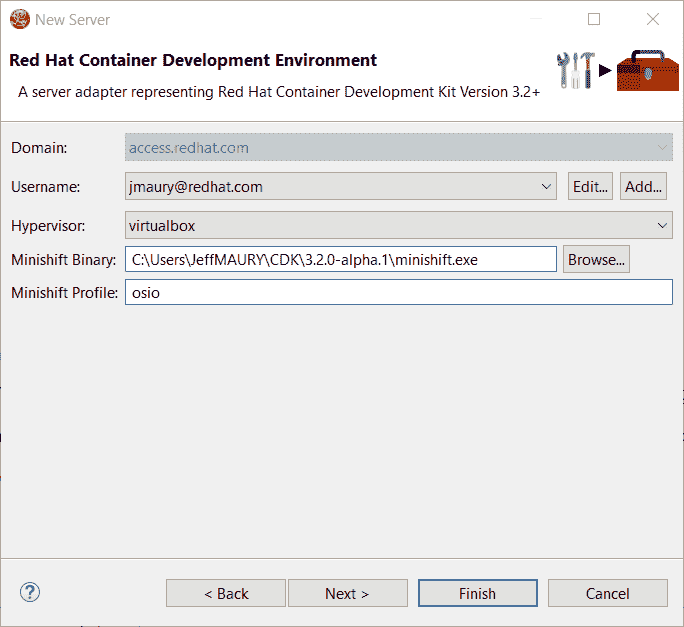 New Server
Red Hat Container Development Environment
A server adapter representing Red Hat Container Development Kit Version 3.2+
Domain: access.redhat.com
Username: jmaury@redhat.com Edit... Add...
Hypervisor: virtualbox
Minishift Binary: C:\Users\JeffMAURY\CDK\3.2.0-alpha.1\minishift.exe Browse...
Minishift Profile: osio
? < Back Next > Finish Cancel